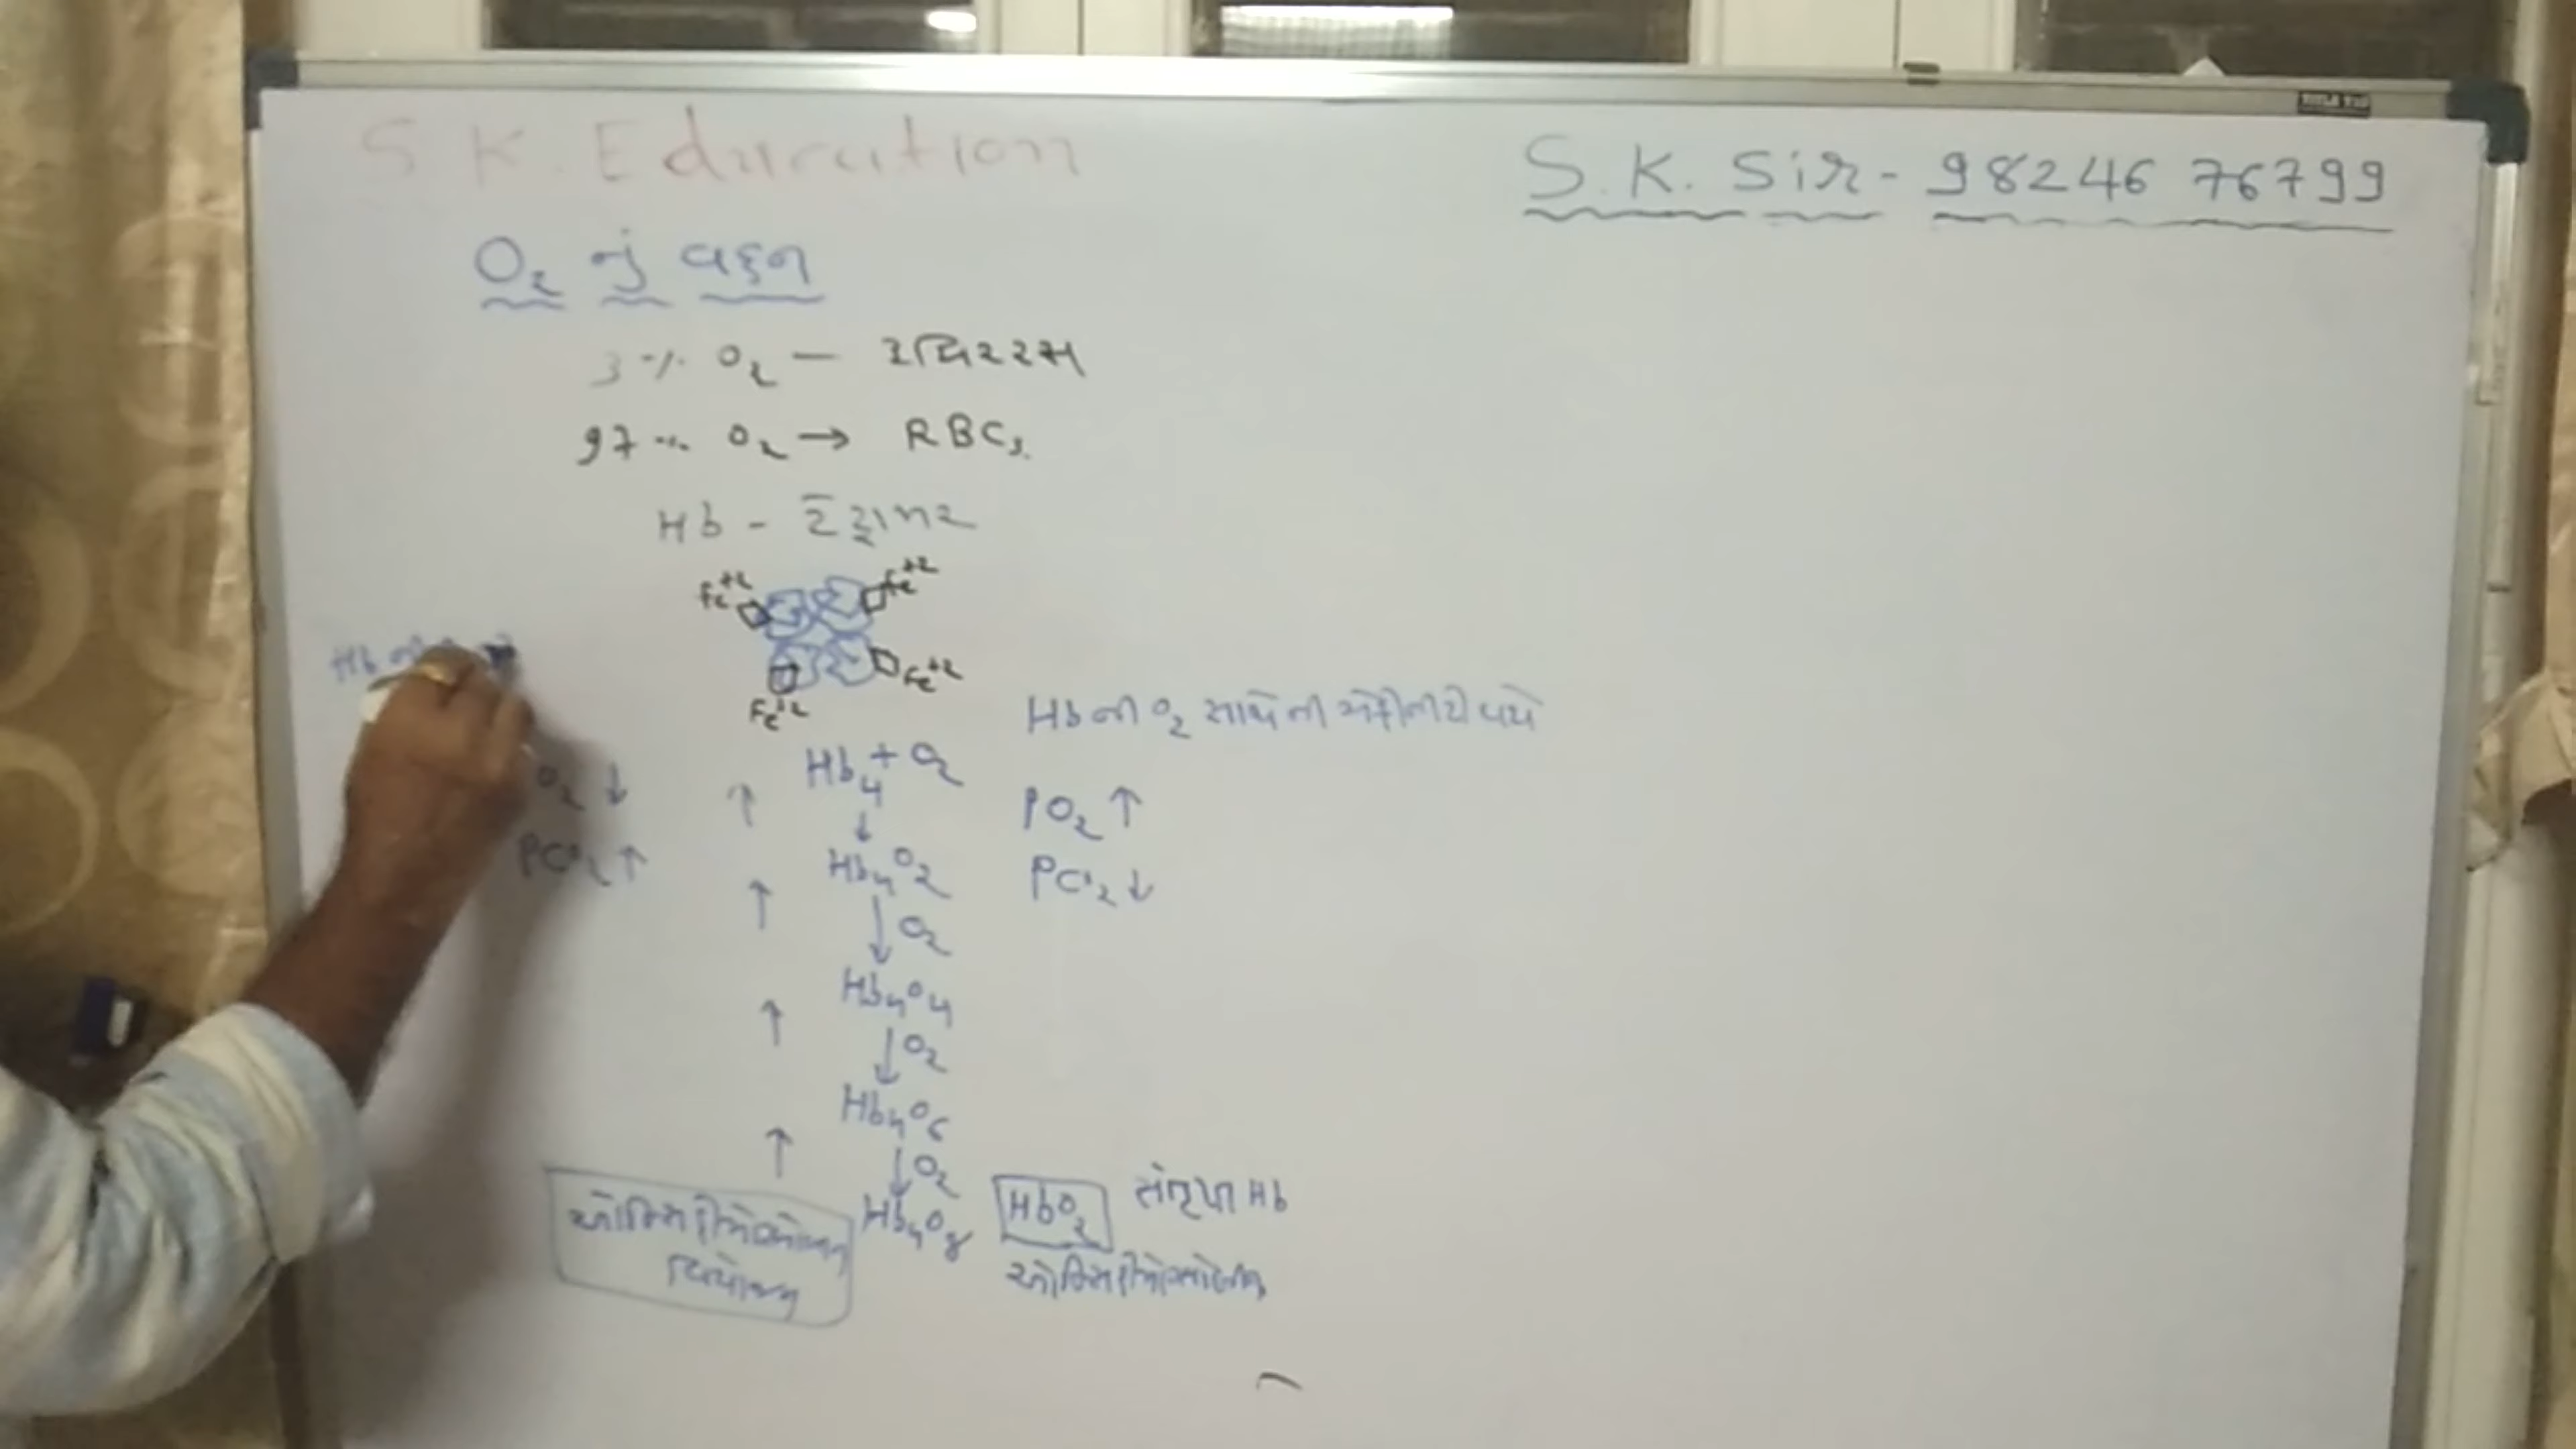 S. K. Education
S. K. Sir - 98246 76799
O₂ નું વહન
3 % O₂ — રૂધિરરસ
97 % O₂ → RBCs.
Hb - ટેટ્રામર
Fe⁺² Fe⁺²
Fe⁺² Fe⁺²
Hb ની
Hb ની O₂ સાથેની એફીનીટી વધે
Hb₄ + O₂
O₂ ↓ ↑ ↓ PO₂ ↑
PCO₂ ↑ Hb₄O₂ PCO₂ ↓
↑ ↓ O₂
Hb₄O₄
↑ ↓ O₂
Hb₄O₆
↑ ↓ O₂
Hb₄O₈ HbO₂ સંતૃપ્ત Hb
ઓક્સિહીમોગ્લોબીન
ઓક્સિહીમોગ્લોબીન
વિયોજન